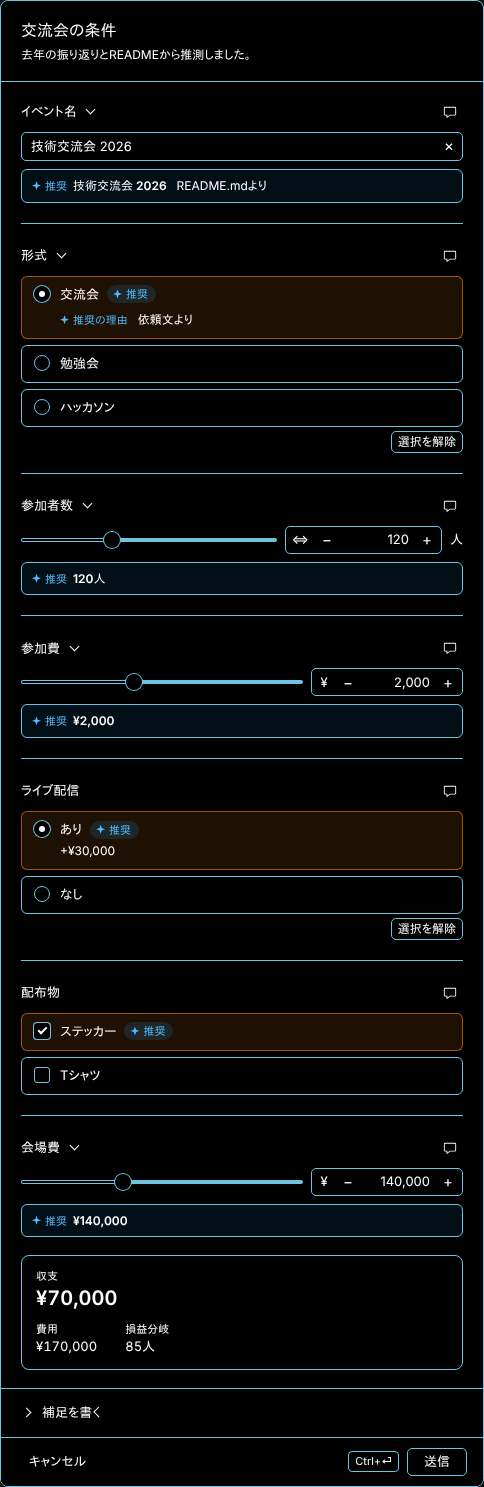 交流会の条件
去年の振り返りとREADMEから推測しました。
イベント名
技術交流会 2026
推奨 技術交流会 2026 README.mdより
形式
交流会 推奨
推奨の理由 依頼文より
勉強会
ハッカソン
選択を解除
参加者数
120 人
推奨 120人
参加費
¥ 2,000
推奨 ¥2,000
ライブ配信
あり 推奨
+¥30,000
なし
選択を解除
配布物
ステッカー 推奨
Tシャツ
会場費
¥ 140,000
推奨 ¥140,000
収支
¥70,000
費用 損益分岐
¥170,000 85人
補足を書く
キャンセル Ctrl+⏎ 送信